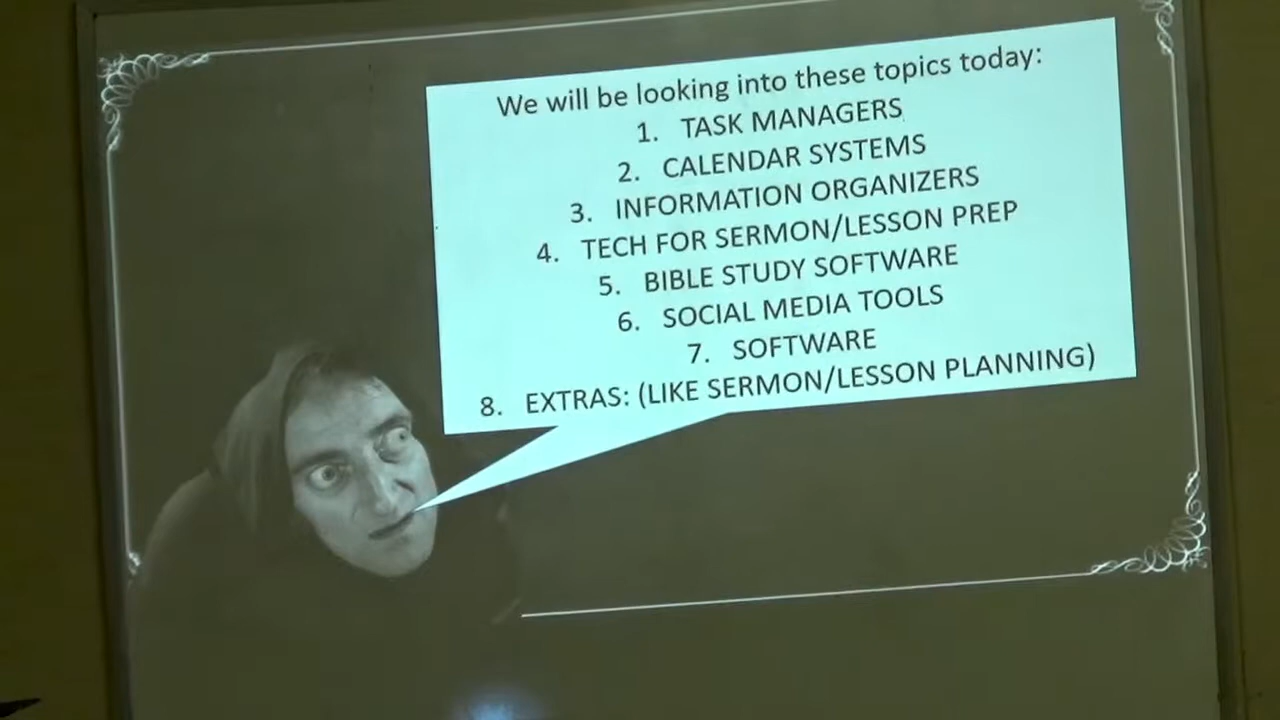 We will be looking into these topics today:
1. TASK MANAGERS
2. CALENDAR SYSTEMS
3. INFORMATION ORGANIZERS
4. TECH FOR SERMON/LESSON PREP
5. BIBLE STUDY SOFTWARE
6. SOCIAL MEDIA TOOLS
7. SOFTWARE
8. EXTRAS: (LIKE SERMON/LESSON PLANNING)